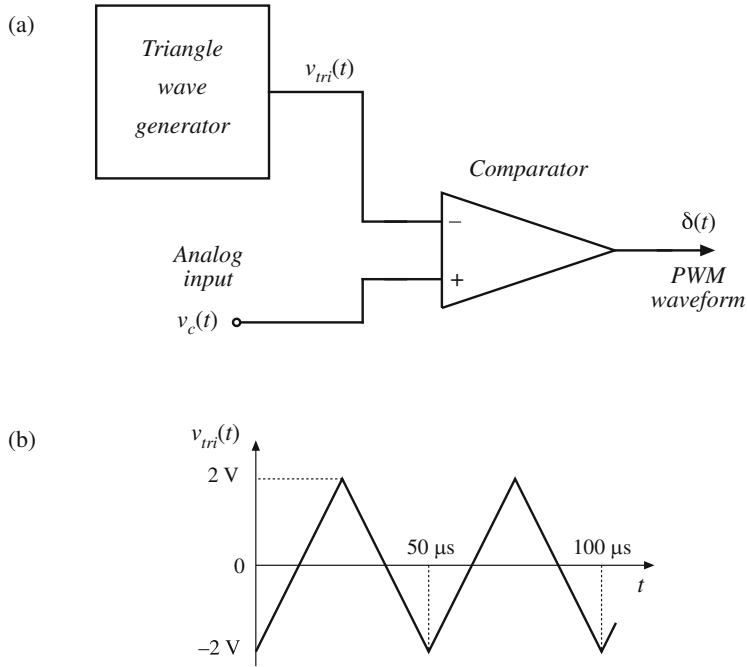 (a)
Triangle
wave
generator
v_tri(t)
Comparator
−
+
δ(t)
PWM
waveform
Analog
input
v_c(t)
(b)
v_tri(t)
2 V
0
–2 V
50 μs
100 μs
t